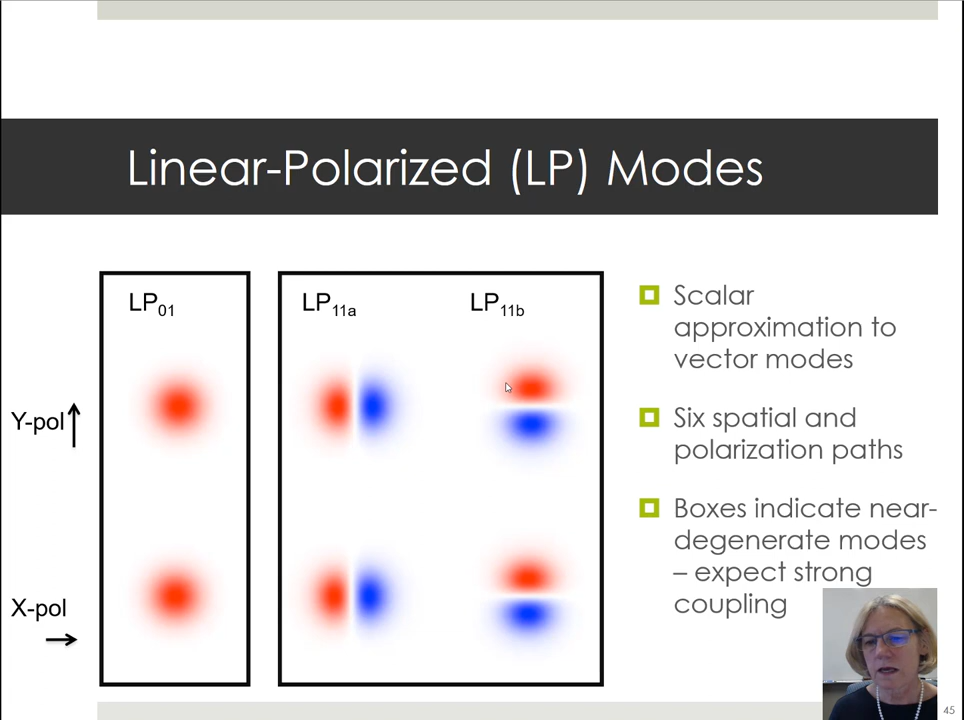 Linear-Polarized (LP) Modes
LP01
LP11a
LP11b
Y-pol
X-pol
Scalar
approximation to
vector modes
Six spatial and
polarization paths
Boxes indicate near-
degenerate modes
– expect strong
coupling
45